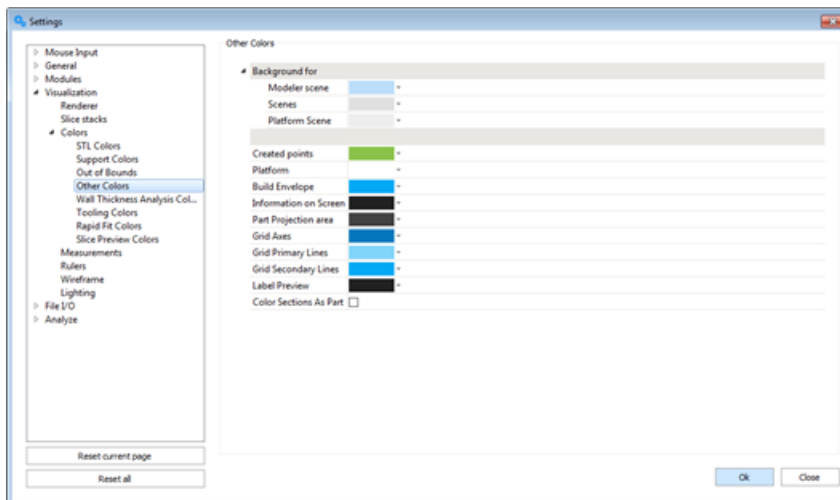 Settings
Mouse Input
General
Modules
Visualization
Renderer
Slice stacks
Colors
STL Colors
Support Colors
Out of Bounds
Other Colors
Wall Thickness Analysis Col...
Tooling Colors
Rapid Fit Colors
Slice Preview Colors
Measurements
Rulers
Wireframe
Lighting
File I/O
Analyze
Reset current page
Reset all
Other Colors
Background for
Modeler scene
Scenes
Platform Scene
Created points
Platform
Build Envelope
Information on Screen
Part Projection area
Grid Axes
Grid Primary Lines
Grid Secondary Lines
Label Preview
Color Sections As Part
Ok
Close